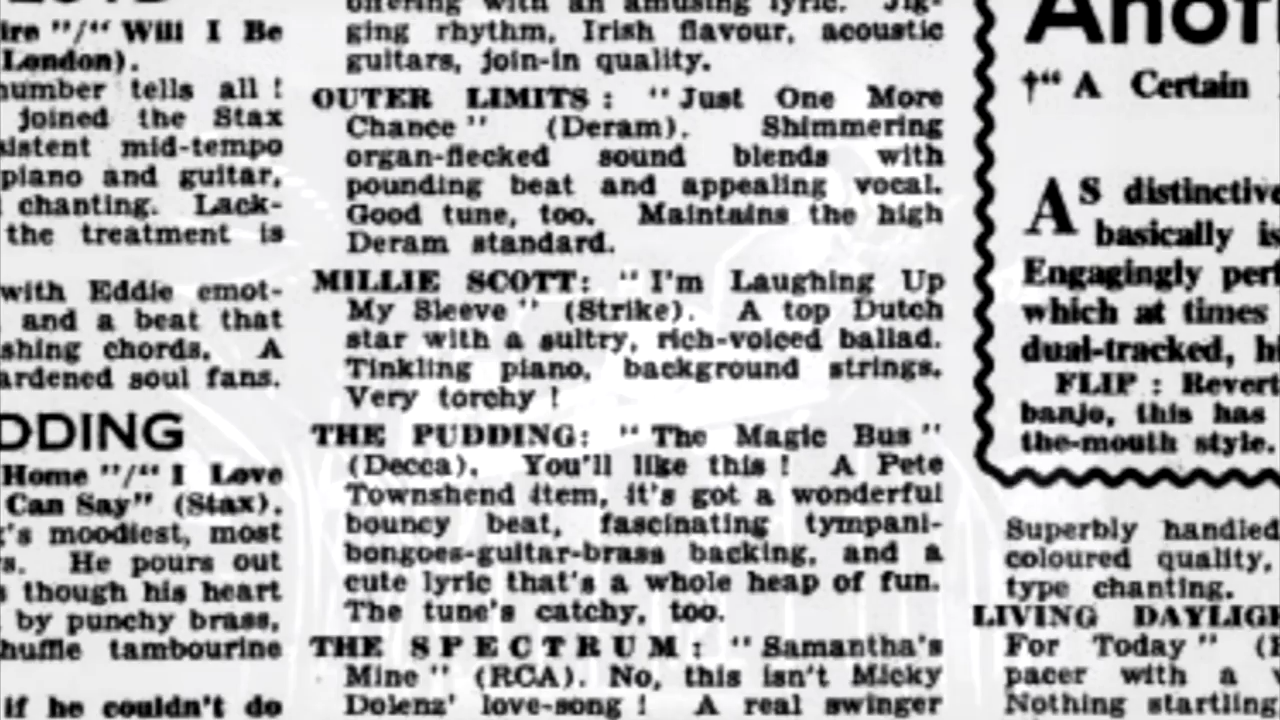 ire "/" Will I Be
London).
number tells all !
joined the Stax
sistent mid-tempo
piano and guitar,
chanting. Lack-
the treatment is
with Eddie emot-
and a beat that
shing chords. A
ardened soul fans.
DDING
Home "/" I Love
Can Say" (Stax).
's moodiest, most
s. He pours out
s though his heart
by punchy brass,
huffle tambourine
if he couldn't do
offering with an amusing lyric. Jig-
ging rhythm, Irish flavour, acoustic
guitars, join-in quality.
OUTER LIMITS : " Just One More
Chance " (Deram). Shimmering
organ-flecked sound blends with
pounding beat and appealing vocal.
Good tune, too. Maintains the high
Deram standard.
MILLIE SCOTT: " I'm Laughing Up
My Sleeve " (Strike). A top Dutch
star with a sultry, rich-voiced ballad.
Tinkling piano, background strings.
Very torchy !
THE PUDDING: " The Magic Bus "
(Decca). You'll like this ! A Pete
Townshend item, it's got a wonderful
bouncy beat, fascinating tympani-
bongoes-guitar-brass backing, and a
cute lyric that's a whole heap of fun.
The tune's catchy, too.
THE SPECTRUM : " Samantha's
Mine " (RCA). No, this isn't Micky
Dolenz' love-song ! A real swinger
Anot
†" A Certain
AS distinctive
basically is
Engagingly perf
which at times
dual-tracked, hi
FLIP : Revert
banjo, this has
the-mouth style.
Superbly handled
coloured quality,
type chanting.
LIVING DAYLIGH
For Today " (
pacer with a
Nothing startling